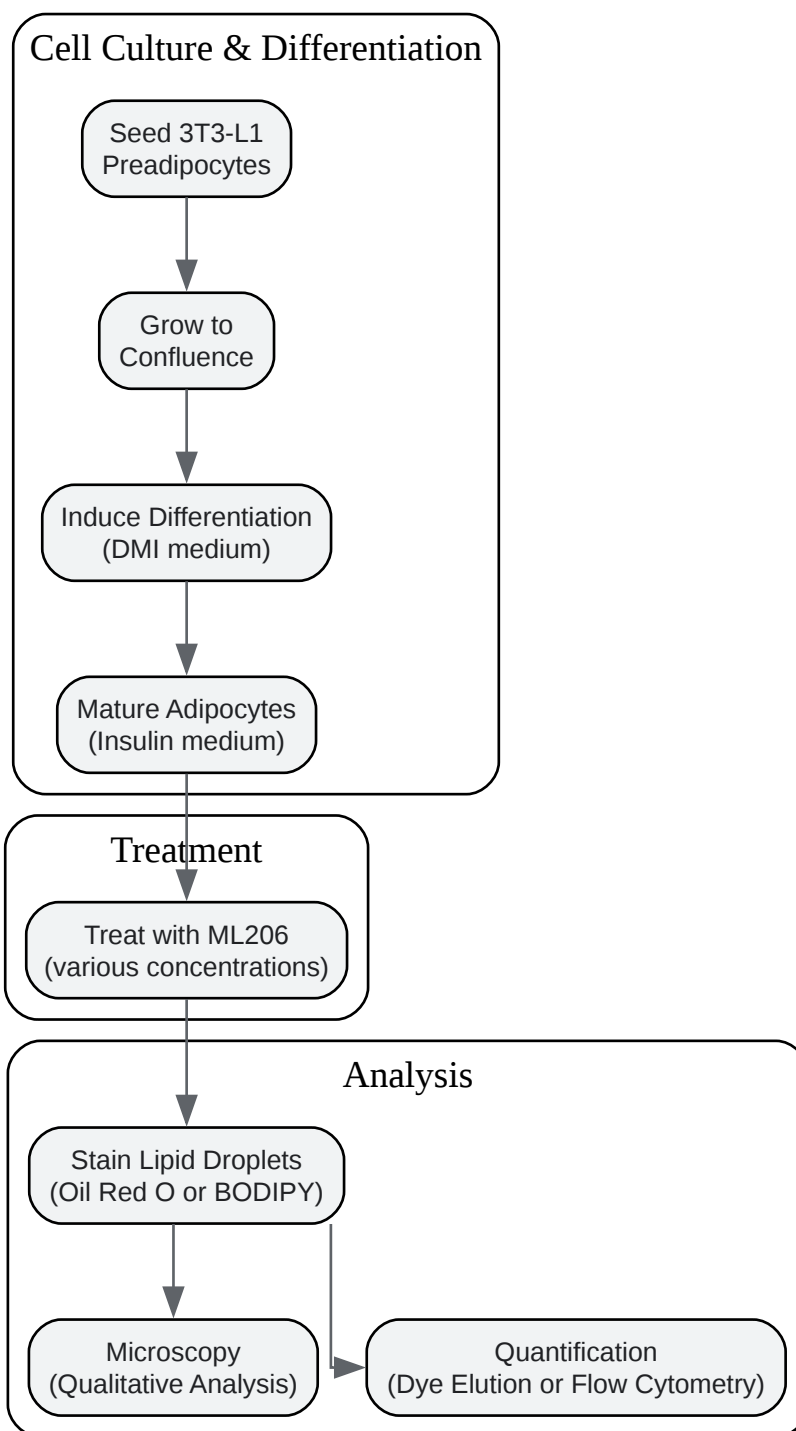 Cell Culture & Differentiation
Seed 3T3-L1
Preadipocytes
Grow to
Confluence
Induce Differentiation
(DMI medium)
Mature Adipocytes
(Insulin medium)
Treatment
Treat with ML206
(various concentrations)
Analysis
Stain Lipid Droplets
(Oil Red O or BODIPY)
Microscopy
(Qualitative Analysis)
Quantification
(Dye Elution or Flow Cytometry)